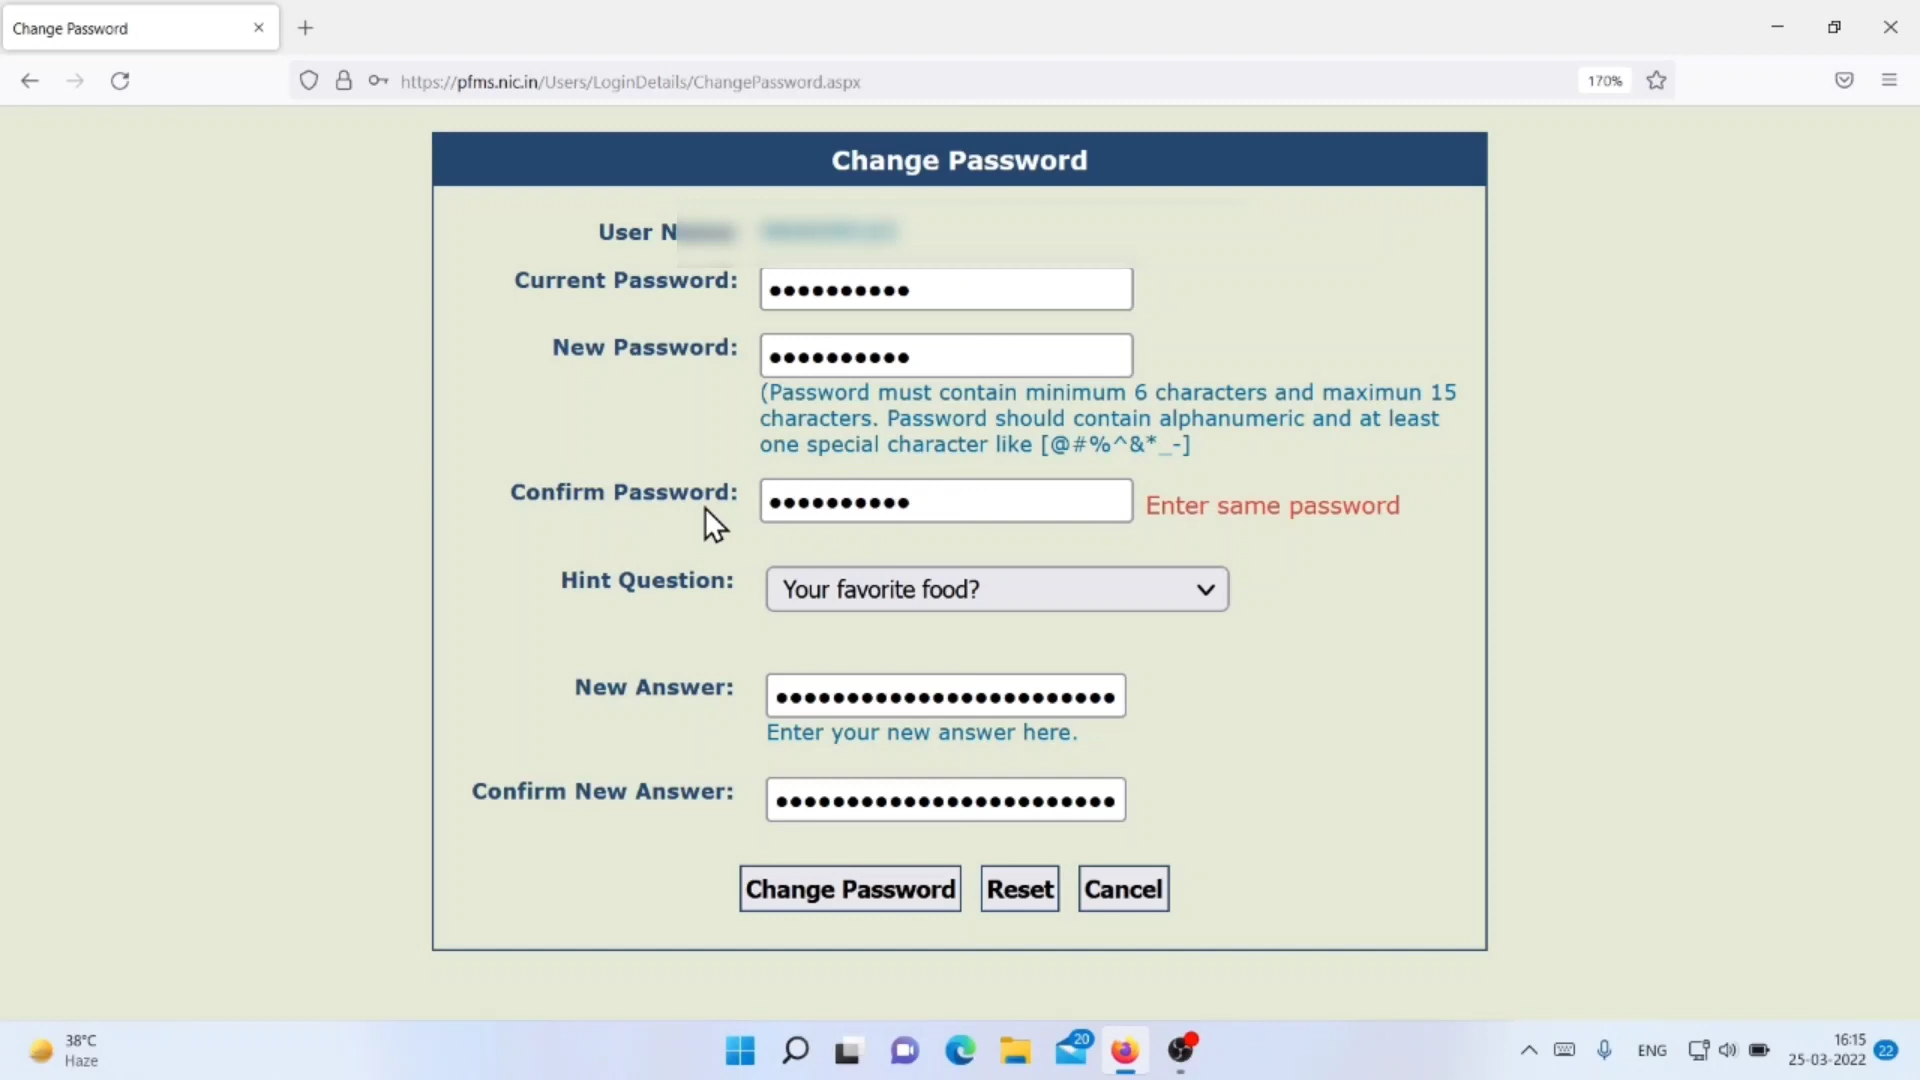 Change Password
https://pfms.nic.in/Users/LoginDetails/ChangePassword.aspx
170%
Change Password
User N
Current Password:
New Password:
(Password must contain minimum 6 characters and maximun 15
characters. Password should contain alphanumeric and at least
one special character like [@#%^&*_-]
Confirm Password:
Enter same password
Hint Question:
Your favorite food?
New Answer:
Enter your new answer here.
Confirm New Answer:
Change Password
Reset
Cancel
38°C
Haze
20
ENG
16:15
25-03-2022
22